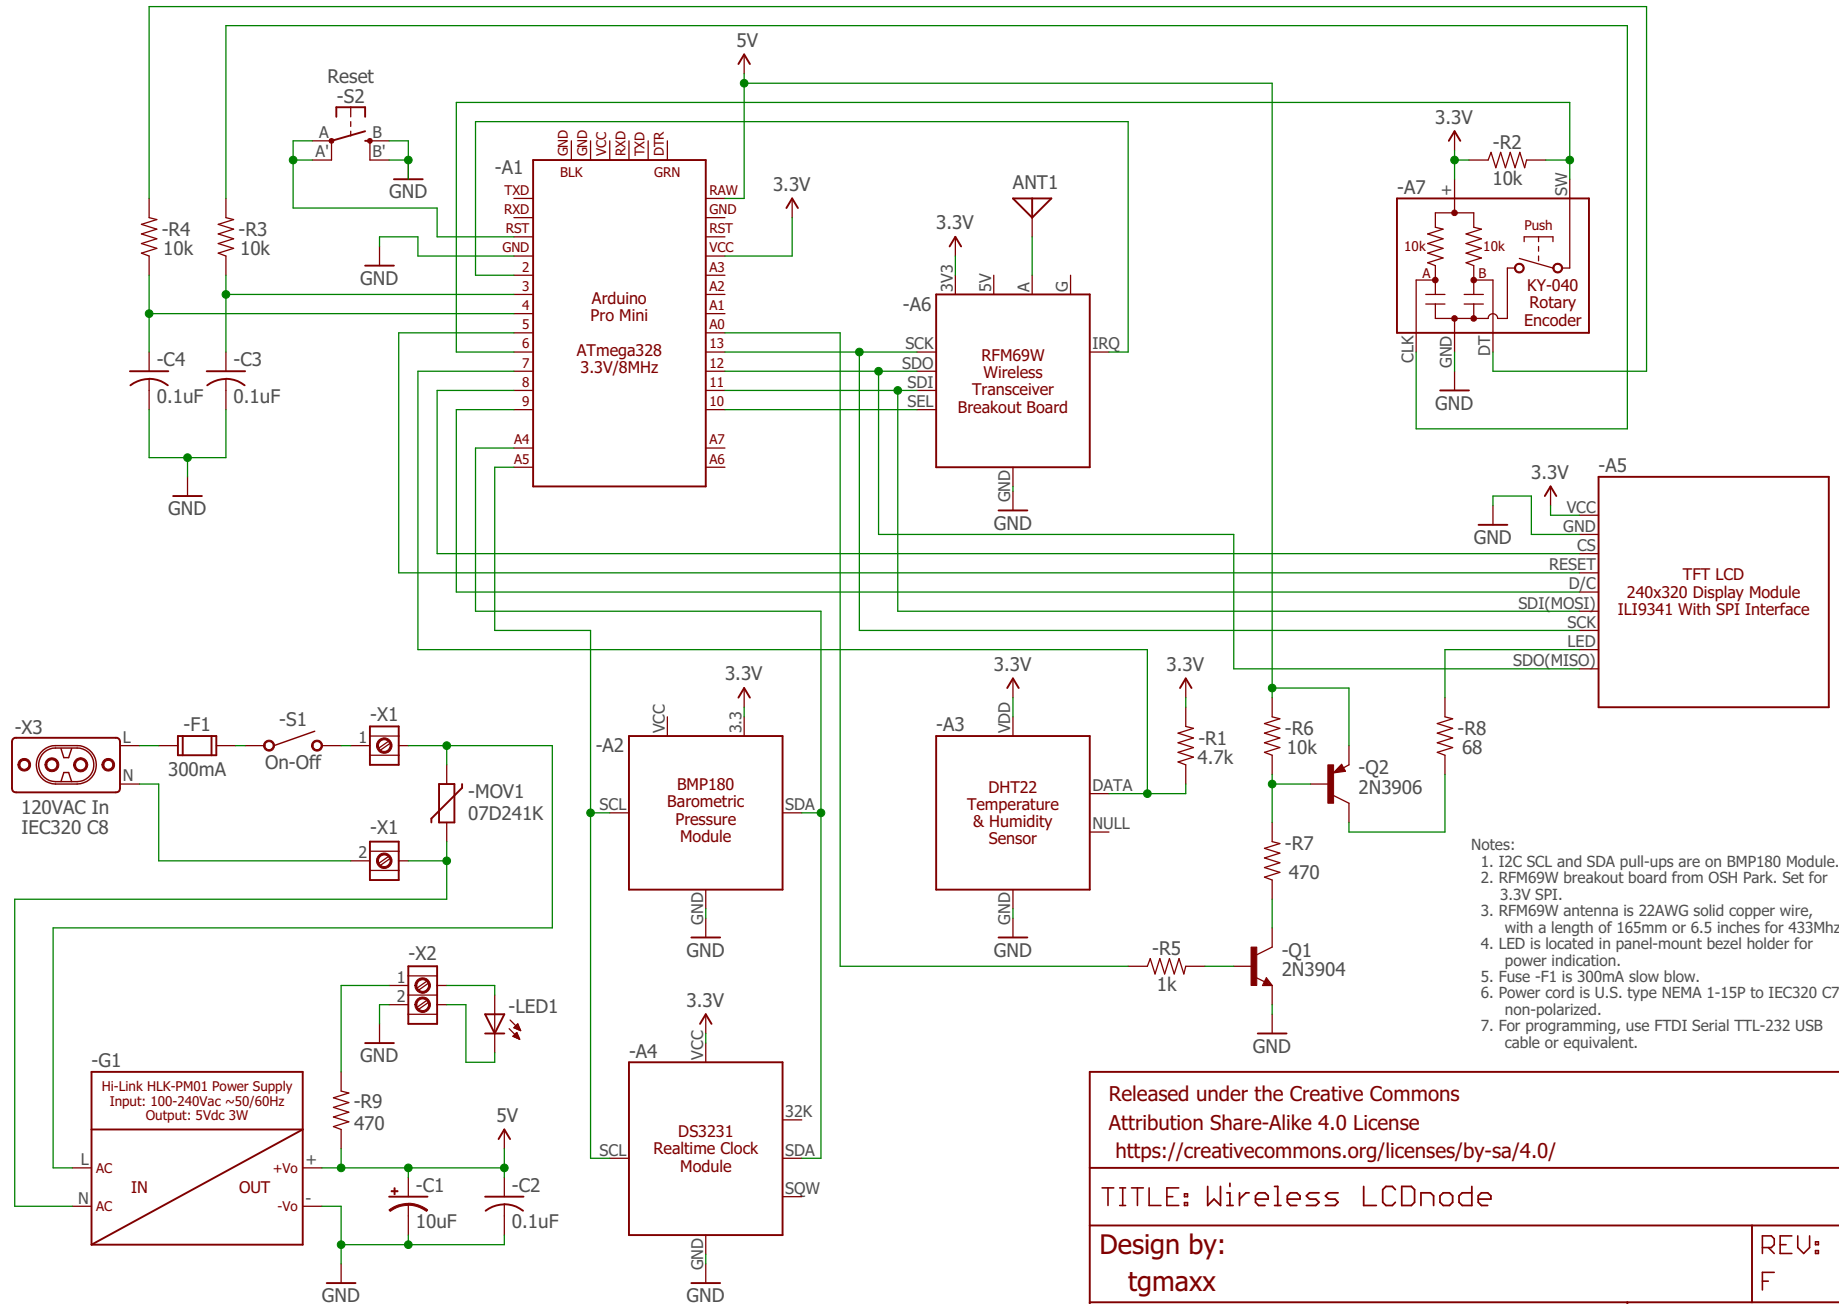 5V
Reset
-S2
A
B
A'
B'
GND
-A1
GND
GND
VCC
RXD
TXD
DTR
BLK
GRN
TXD
RXD
RST
GND
2
3
4
5
6
7
8
9
A4
A5
RAW
GND
RST
VCC
A3
A2
A1
A0
13
12
11
10
A7
A6
Arduino
Pro Mini
ATmega328
3.3V/8MHz
3.3V
GND
-R4
10k
-R3
10k
-C4
0.1uF
-C3
0.1uF
GND
ANT1
3.3V
-A6
3V3
5V
A
G
SCK
SDO
SDI
SEL
IRQ
RFM69W
Wireless
Transceiver
Breakout Board
GND
GND
3.3V
-R2
10k
-A7
+
SW
10k
10k
Push
A
B
KY-040
Rotary
Encoder
CLK
GND
DT
GND
3.3V
-A5
GND
VCC
GND
CS
RESET
D/C
SDI(MOSI)
SCK
LED
SDO(MISO)
TFT LCD
240x320 Display Module
ILI9341 With SPI Interface
-X3
L
N
120VAC In
IEC320 C8
-F1
300mA
-S1
On-Off
-X1
1
-X1
2
-MOV1
07D241K
3.3V
-A2
VCC
3.3
BMP180
Barometric
Pressure
Module
SCL
SDA
GND
GND
3.3V
-A3
VDD
DHT22
Temperature
& Humidity
Sensor
DATA
NULL
GND
GND
3.3V
-R1
4.7k
-R6
10k
-Q2
2N3906
-R8
68
-R7
470
-R5
1k
-Q1
2N3904
GND
Notes:
1. I2C SCL and SDA pull-ups are on BMP180 Module.
2. RFM69W breakout board from OSH Park. Set for
3.3V SPI.
3. RFM69W antenna is 22AWG solid copper wire,
with a length of 165mm or 6.5 inches for 433Mhz
4. LED is located in panel-mount bezel holder for
power indication.
5. Fuse -F1 is 300mA slow blow.
6. Power cord is U.S. type NEMA 1-15P to IEC320 C7
non-polarized.
7. For programming, use FTDI Serial TTL-232 USB
cable or equivalent.
-X2
1
2
-LED1
GND
-G1
Hi-Link HLK-PM01 Power Supply
Input: 100-240Vac ~50/60Hz
Output: 5Vdc 3W
L
AC
N
AC
IN
OUT
+Vo
+
-Vo
-
-R9
470
5V
+
-C1
10uF
-C2
0.1uF
GND
3.3V
-A4
VCC
DS3231
Realtime Clock
Module
SCL
32K
SDA
SQW
GND
GND
Released under the Creative Commons
Attribution Share-Alike 4.0 License
https://creativecommons.org/licenses/by-sa/4.0/
TITLE: Wireless LCDnode
Design by:
tgmaxx
REV:
F